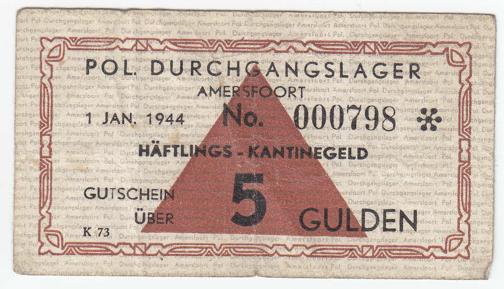 POL. DURCHGANGSLAGER
AMERSFOORT
1 JAN. 1944 No. 000798 ⁕
HÄFTLINGS - KANTINEGELD
GUTSCHEIN ÜBER 5 GULDEN
K 73